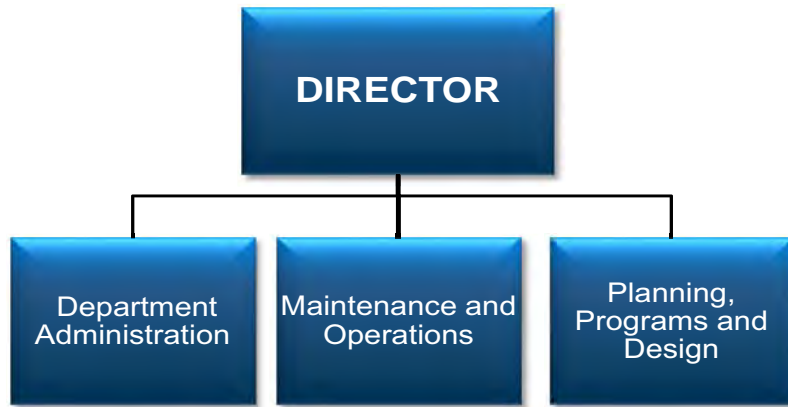 DIRECTOR
Department
Administration
Maintenance and
Operations
Planning,
Programs and
Design